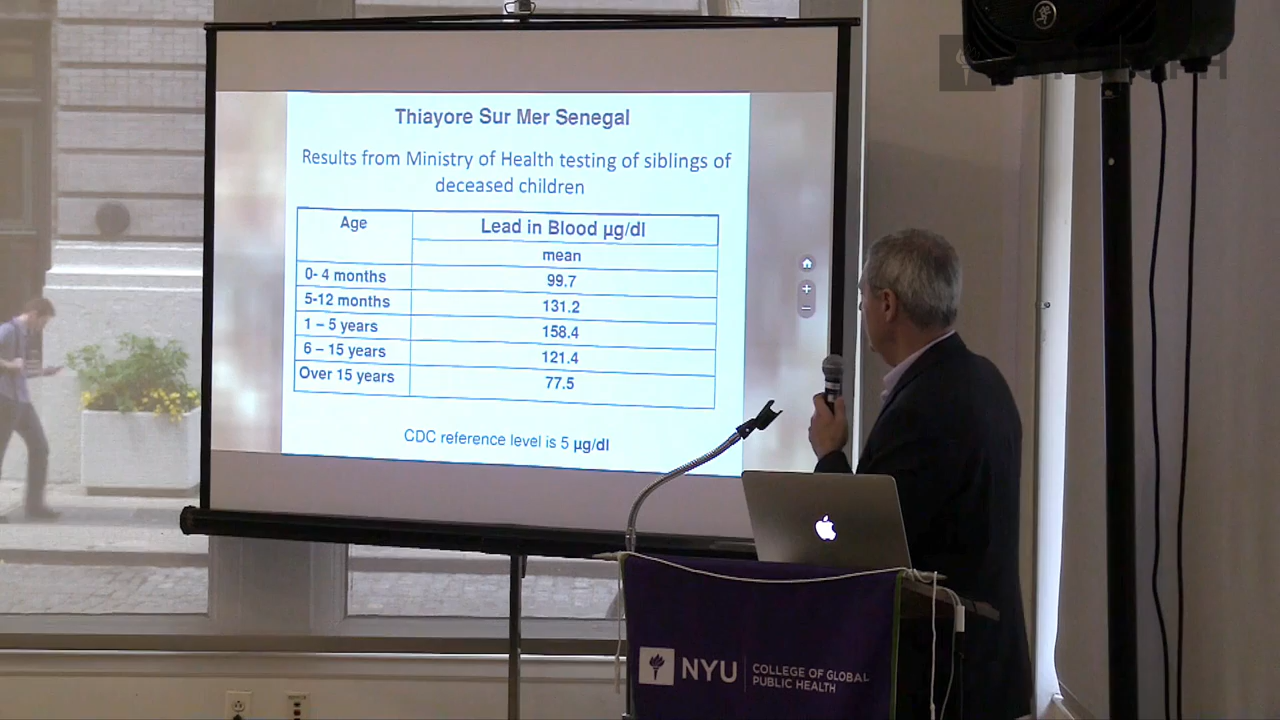 Thiayore Sur Mer Senegal
Results from Ministry of Health testing of siblings of
deceased children
Age
Lead in Blood µg/dl
mean
0- 4 months 99.7
5-12 months 131.2
1 – 5 years 158.4
6 – 15 years 121.4
Over 15 years 77.5
CDC reference level is 5 µg/dl
NYU
COLLEGE OF GLOBAL
PUBLIC HEALTH